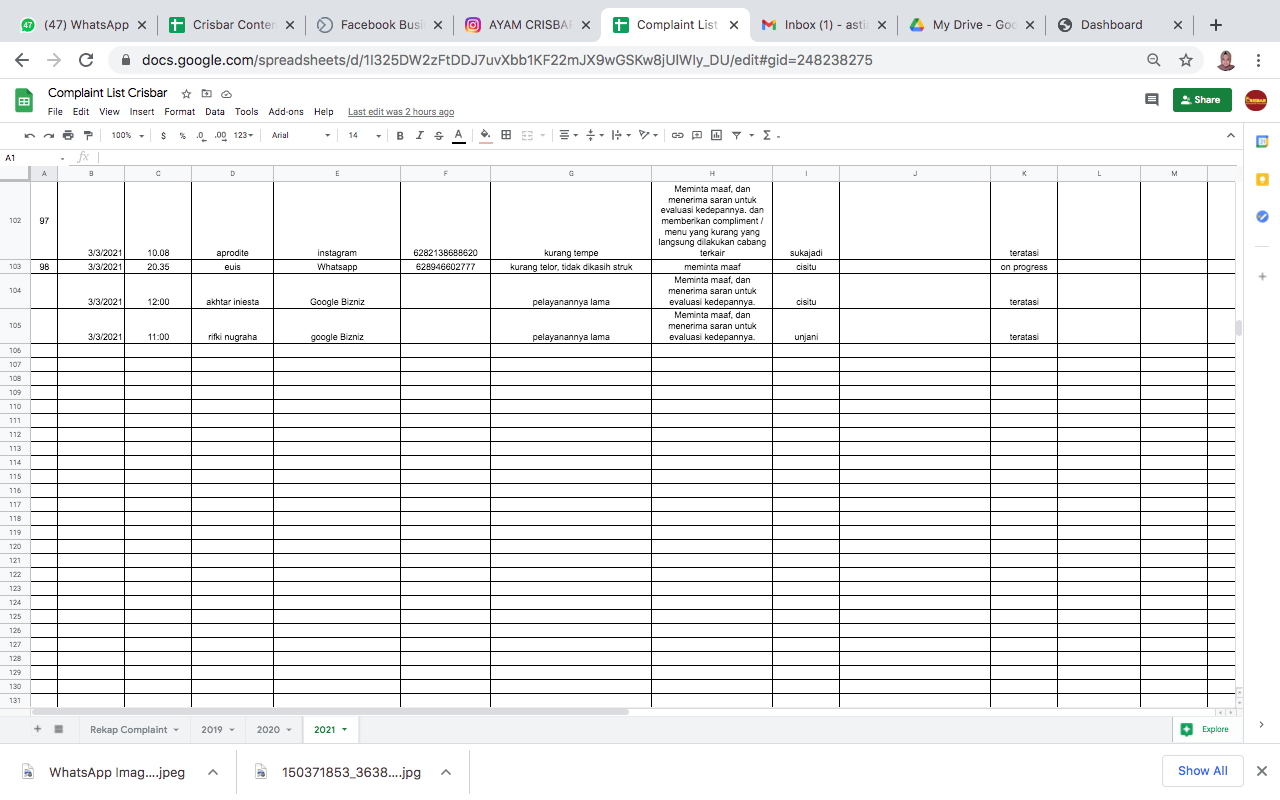 (47) WhatsApp
Crisbar Conten
Facebook Busi
AYAM CRISBAR
Complaint List
Inbox (1) - astia
My Drive - Goo
Dashboard
docs.google.com/spreadsheets/d/1I325DW2zFtDDJ7uvXbb1KF22mJX9wGSKw8jUIWIy_DU/edit#gid=248238275
Complaint List Crisbar
File Edit View Insert Format Data Tools Add-ons Help Last edit was 2 hours ago
Share
100% $ % .0 .00 123 Arial 14 B I S A
A1 fx
A B C D E F G H I J K L M
102 97 3/3/2021 10.08 aprodite instagram 6282138688620 kurang tempe
Meminta maaf, dan
menerima saran untuk
evaluasi kedepannya. dan
memberikan compliment /
menu yang kurang yang
langsung dilakukan cabang
terkair
sukajadi teratasi
103 98 3/3/2021 20.35 euis Whatsapp 628946602777 kurang telor, tidak dikasih struk meminta maaf cisitu on progress
104 3/3/2021 12:00 akhtar iniesta Google Bizniz pelayanannya lama
Meminta maaf, dan
menerima saran untuk
evaluasi kedepannya.
cisitu teratasi
105 3/3/2021 11:00 rifki nugraha google Bizniz pelayanannya lama
Meminta maaf, dan
menerima saran untuk
evaluasi kedepannya.
unjani teratasi
106
107
108
109
110
111
112
113
114
115
116
117
118
119
120
121
122
123
124
125
126
127
128
129
130
131
Rekap Complaint 2019 2020 2021 Explore
WhatsApp Imag....jpeg 150371853_3638....jpg Show All